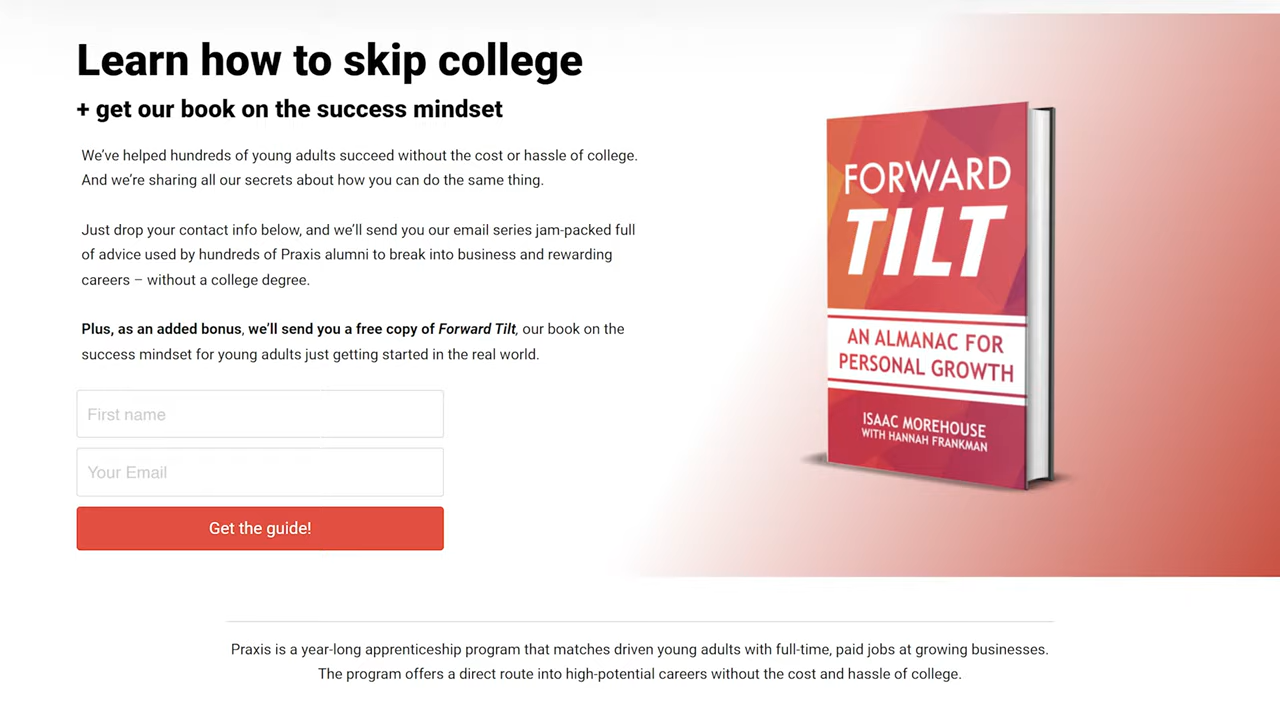 Learn how to skip college
+ get our book on the success mindset
We’ve helped hundreds of young adults succeed without the cost or hassle of college.
And we’re sharing all our secrets about how you can do the same thing.
Just drop your contact info below, and we’ll send you our email series jam-packed full
of advice used by hundreds of Praxis alumni to break into business and rewarding
careers – without a college degree.
Plus, as an added bonus, we’ll send you a free copy of Forward Tilt, our book on the
success mindset for young adults just getting started in the real world.
First name
Your Email
Get the guide!
FORWARD
TILT
AN ALMANAC FOR
PERSONAL GROWTH
ISAAC MOREHOUSE
WITH HANNAH FRANKMAN
Praxis is a year-long apprenticeship program that matches driven young adults with full-time, paid jobs at growing businesses.
The program offers a direct route into high-potential careers without the cost and hassle of college.